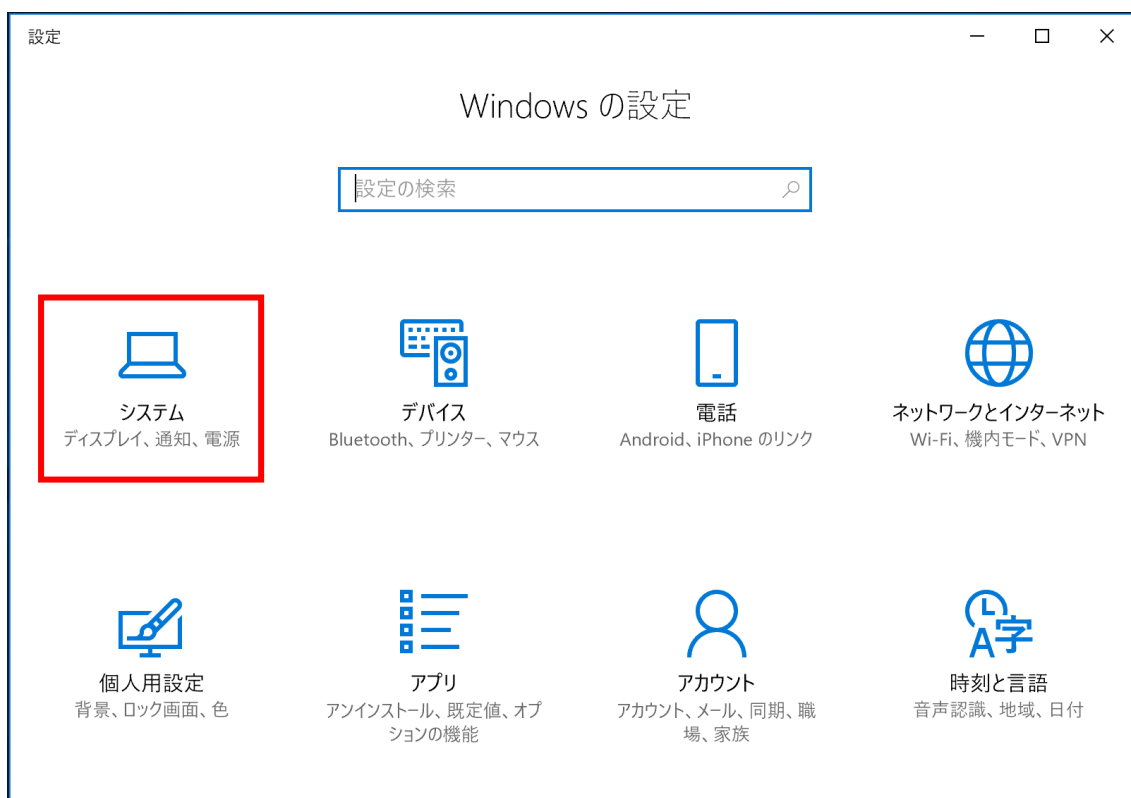 設定
Windows の設定
設定の検索
システム
ディスプレイ、通知、電源
デバイス
Bluetooth、プリンター、マウス
電話
Android、iPhone のリンク
ネットワークとインターネット
Wi-Fi、機内モード、VPN
個人用設定
背景、ロック画面、色
アプリ
アンインストール、既定値、オプ
ションの機能
アカウント
アカウント、メール、同期、職
場、家族
時刻と言語
音声認識、地域、日付